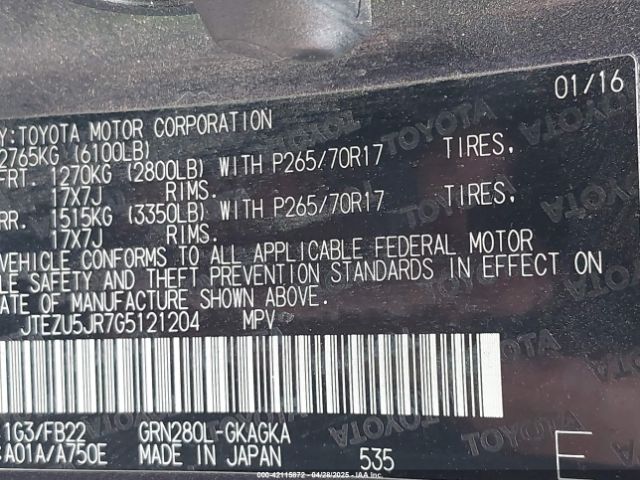 01/16
Y:TOYOTA MOTOR CORPORATION
2765KG (6100LB)
FRT. 1270KG (2800LB) WITH P265/70R17 TIRES,
17X7J RIMS.
RR. 1515KG (3350LB) WITH P265/70R17 TIRES,
17X7J RIMS.
VEHICLE CONFORMS TO ALL APPLICABLE FEDERAL MOTOR
LE SAFETY AND THEFT PREVENTION STANDARDS IN EFFECT ON
ATE OF MANUFACTURE SHOWN ABOVE.
JTEZU5JR7G5121204 MPV
1G3/FB22 GRN280L-GKAGKA
A01A/A750E MADE IN JAPAN 535 E
000-42115872 - 04/28/2025 - IAAI.COM